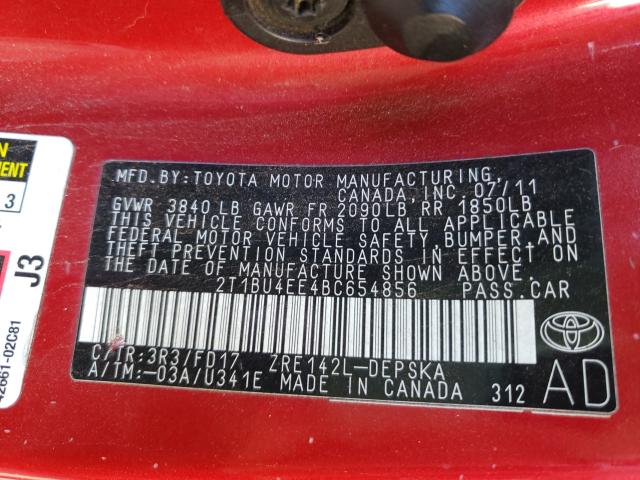 MFD.BY:TOYOTA MOTOR MANUFACTURING,
CANADA,INC 07/11
GVWR 3840 LB GAWR FR 2090LB RR 1850LB
THIS VEHICLE CONFORMS TO ALL APPLICABLE
FEDERAL MOTOR VEHICLE SAFETY,BUMPER,AND
THEFT PREVENTION STANDARDS IN EFFECT ON
THE DATE OF MANUFACTURE SHOWN ABOVE.
2T1BU4EE4BC654856 PASS.CAR
C/TR:3R3/FD17 ZRE142L-DEPSKA
A/TM:-03A/U341E MADE IN CANADA 312
AD
N
EMENT
3
J3
42661-02C81